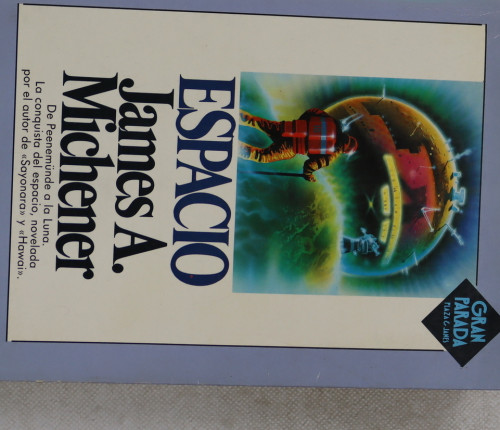 GRAN
PARADA
PLAZA & JANES
ESPACIO
James A.
Michener
De Peenemünde a la Luna.
La conquista del espacio, novelada
por el autor de «Sayonara» y «Hawai».